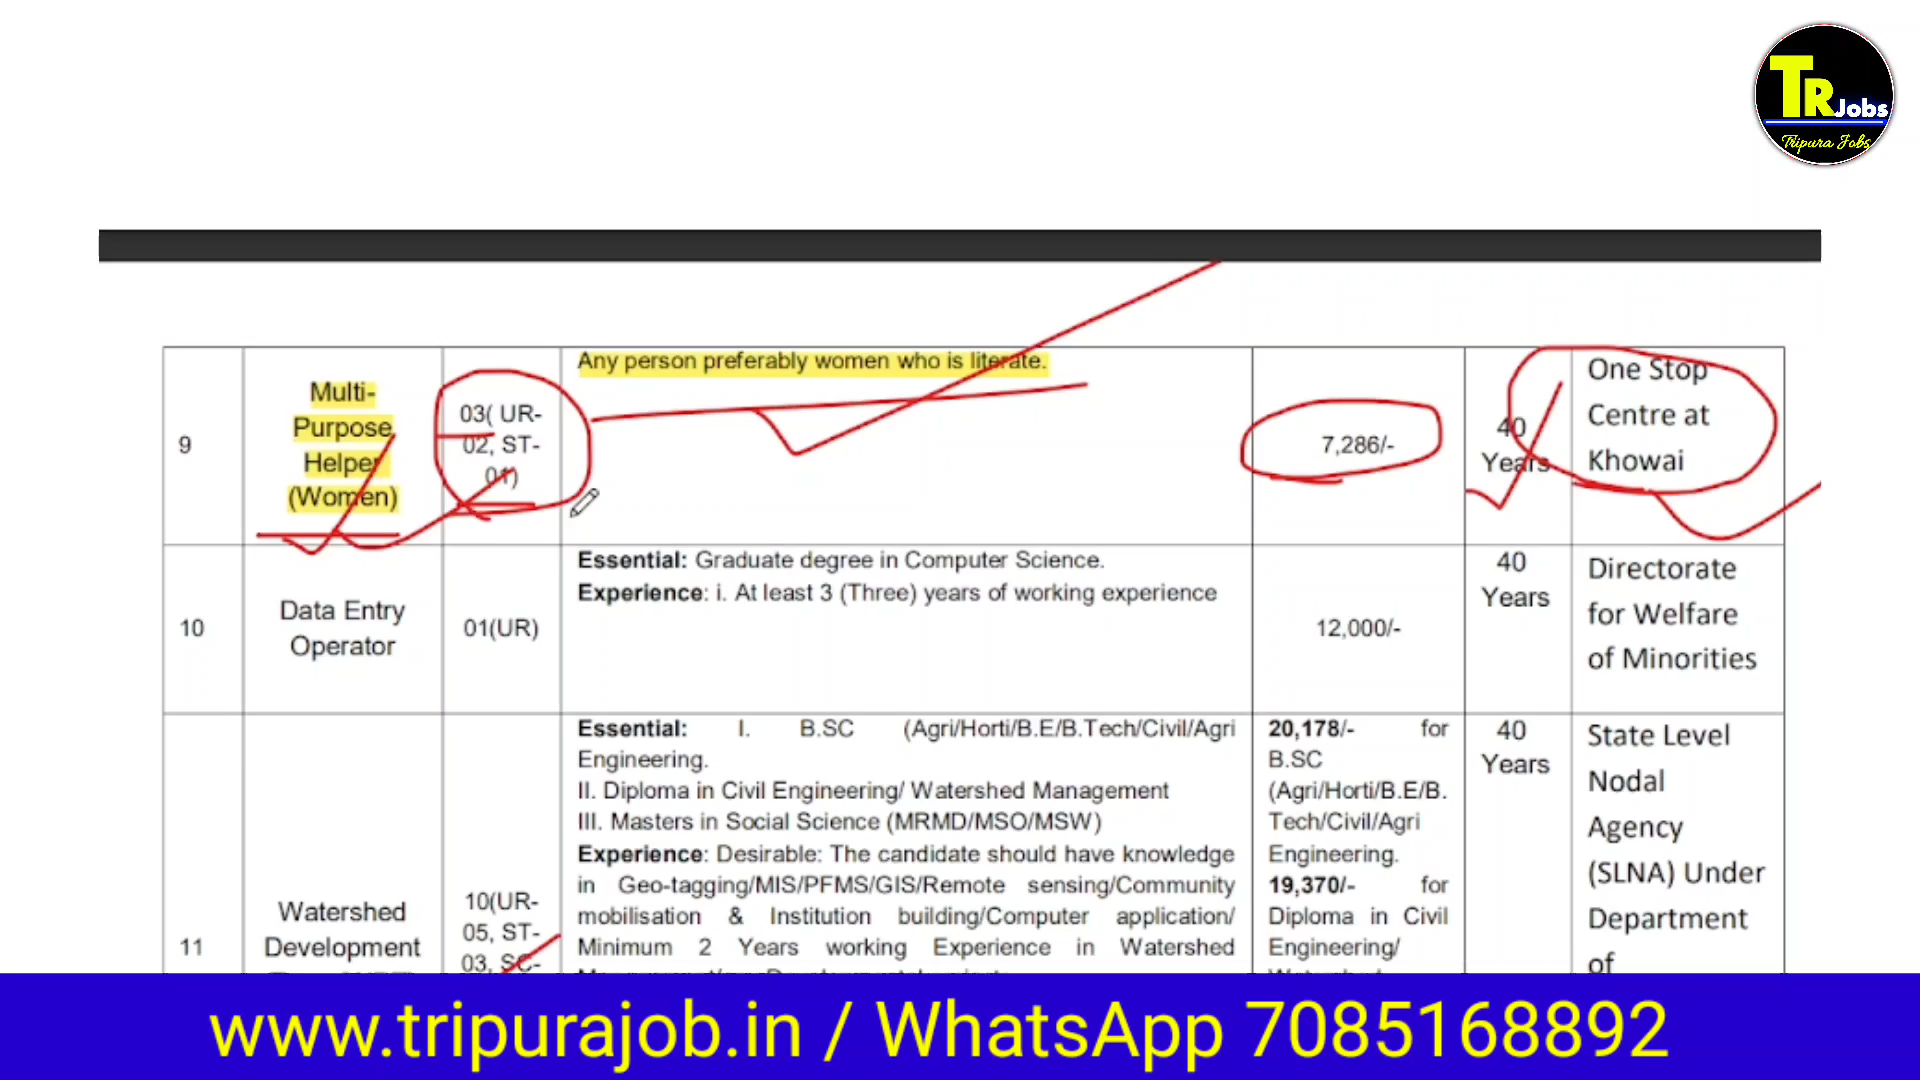 TR Jobs
Tripura Jobs
Any person preferably women who is literate.
9
Multi-
Purpose
Helper
(Women)
03( UR-
02, ST-
01)
7,286/-
40
Years
One Stop
Centre at
Khowai
10
Data Entry
Operator
01(UR)
Essential: Graduate degree in Computer Science.
Experience: i. At least 3 (Three) years of working experience
12,000/-
40
Years
Directorate
for Welfare
of Minorities
11
Watershed
Development
10(UR-
05, ST-
03, SC-
Essential: I. B.SC (Agri/Horti/B.E/B.Tech/Civil/Agri
Engineering.
II. Diploma in Civil Engineering/ Watershed Management
III. Masters in Social Science (MRMD/MSO/MSW)
Experience: Desirable: The candidate should have knowledge
in Geo-tagging/MIS/PFMS/GIS/Remote sensing/Community
mobilisation & Institution building/Computer application/
Minimum 2 Years working Experience in Watershed
20,178/- for
B.SC
(Agri/Horti/B.E/B.
Tech/Civil/Agri
Engineering.
19,370/- for
Diploma in Civil
Engineering/
40
Years
State Level
Nodal
Agency
(SLNA) Under
Department
of
www.tripurajob.in / WhatsApp 7085168892